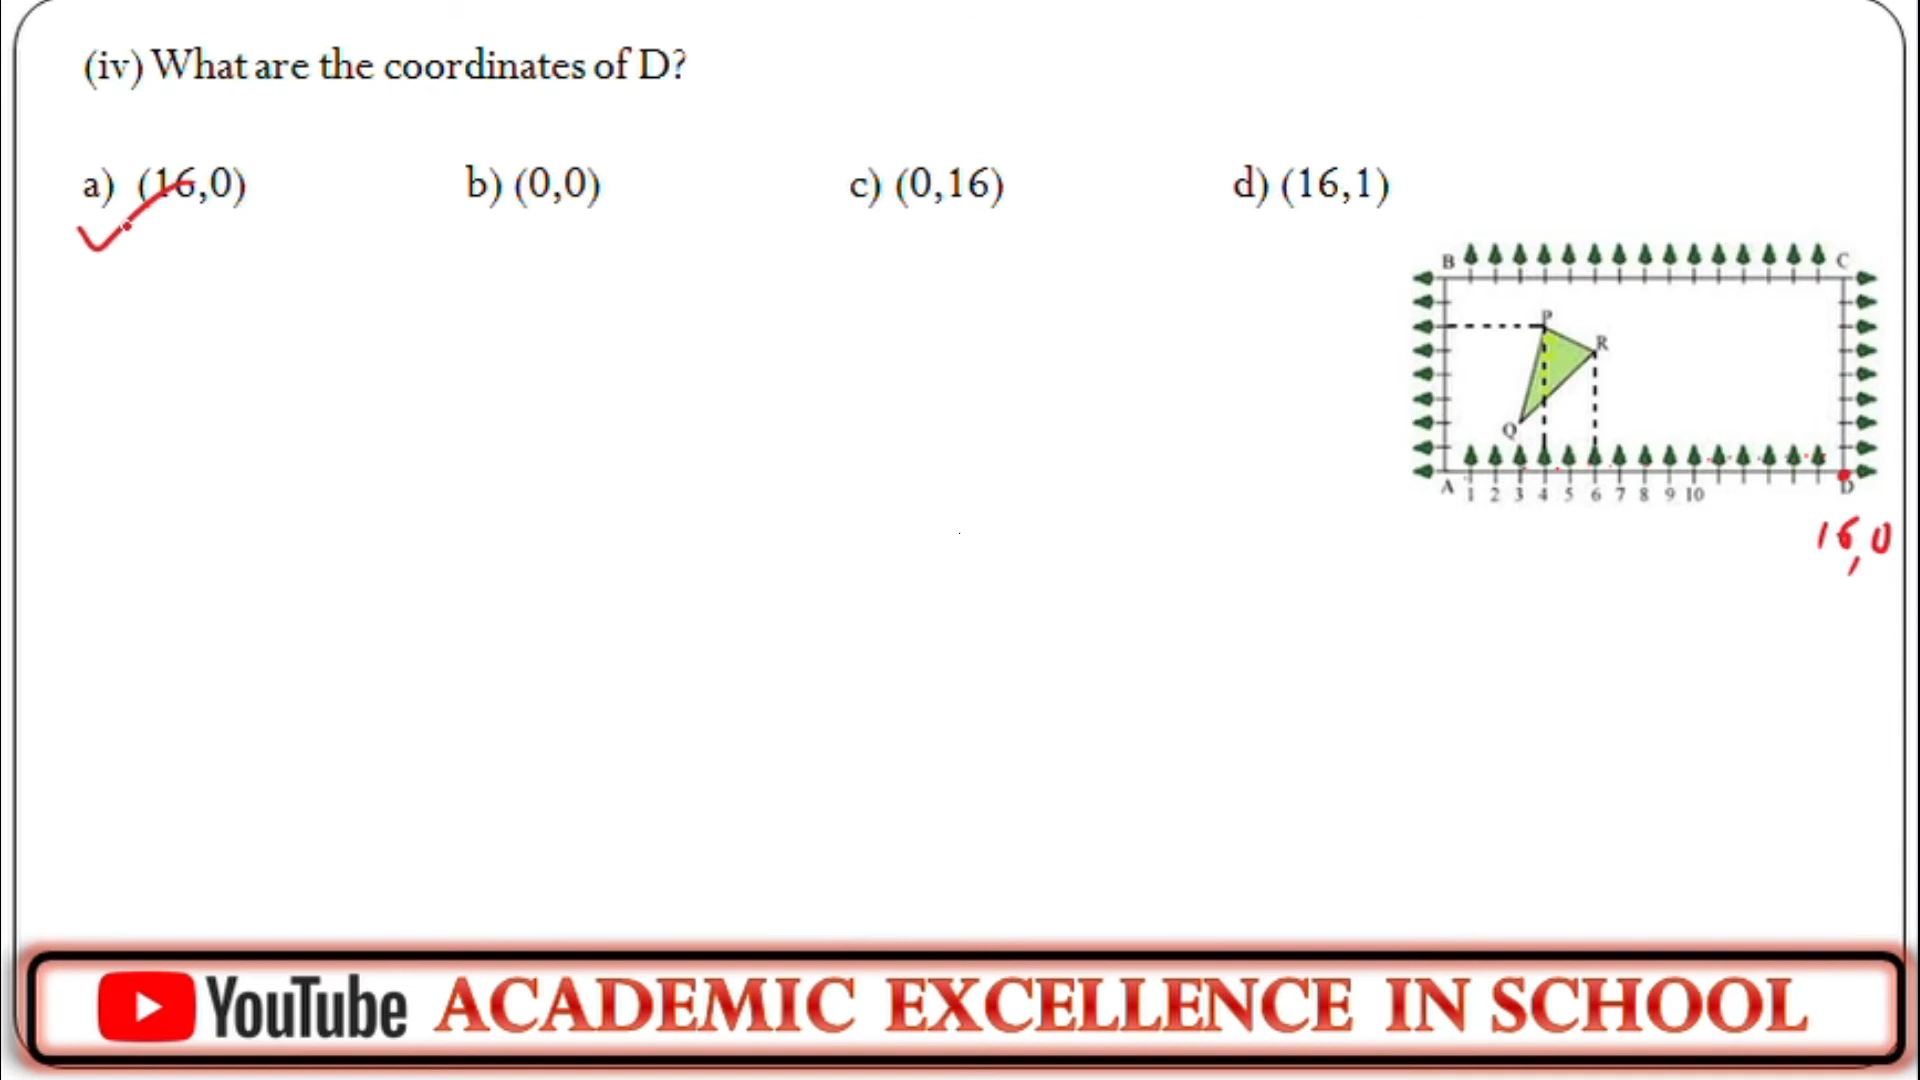 (iv) What are the coordinates of D?
a) (16,0) b) (0,0) c) (0,16) d) (16,1)
B C
P
R
Q
A 1 2 3 4 5 6 7 8 9 10 D
16,0
YouTube ACADEMIC EXCELLENCE IN SCHOOL